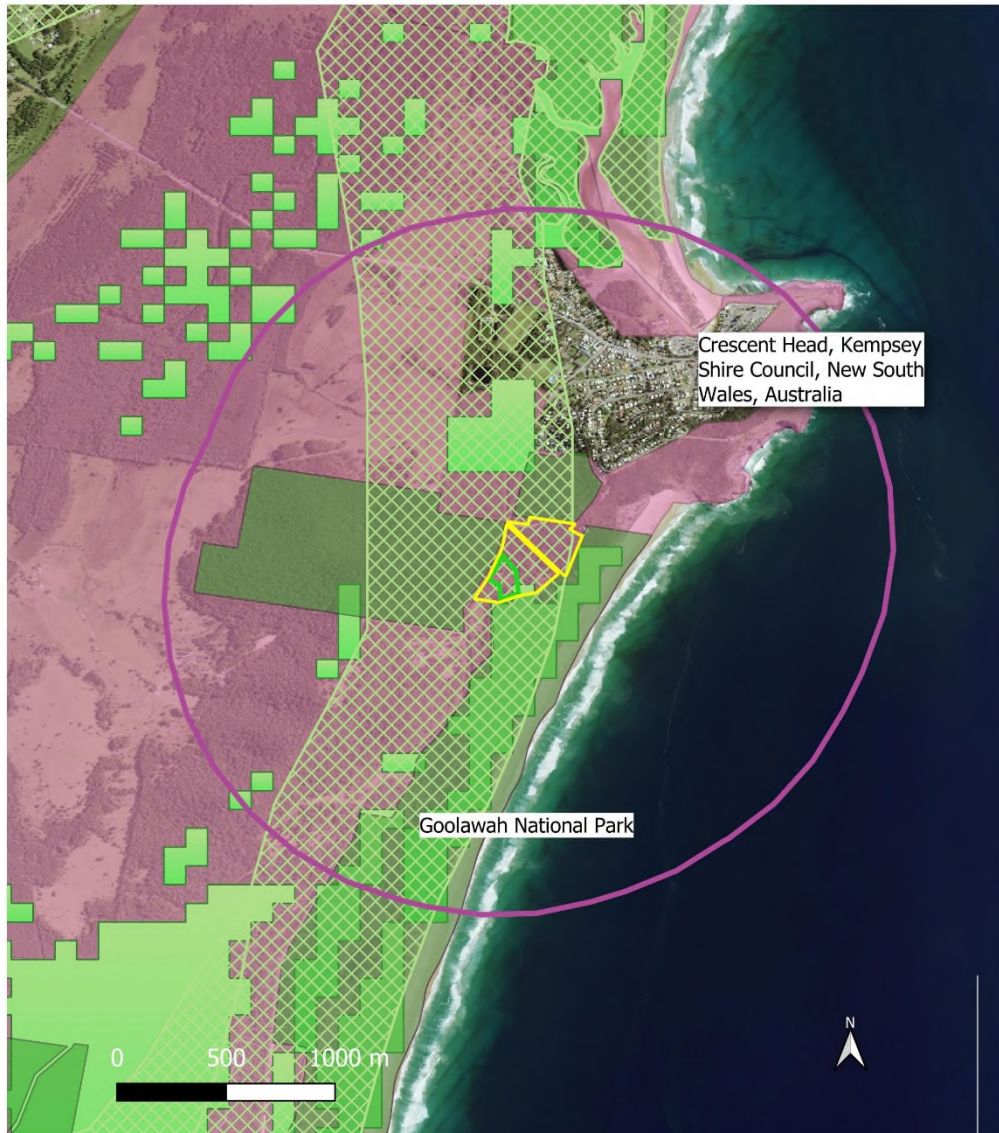 Crescent Head, Kempsey
Shire Council, New South
Wales, Australia
Goolawah National Park
N
0 500 1000 m